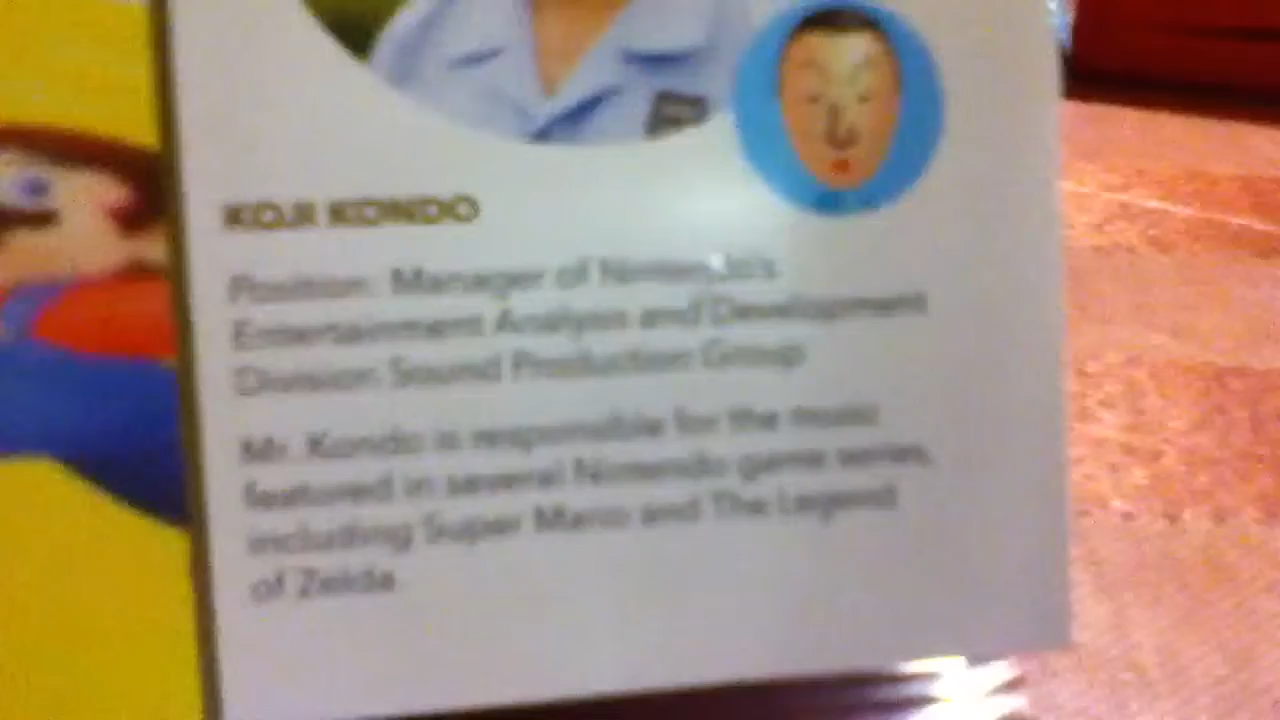 KOJI KONDO
Position: Manager of Nintendo's
Entertainment Analysis and Development
Division Sound Production Group
Mr. Kondo is responsible for the music
featured in several Nintendo game series,
including Super Mario and The Legend
of Zelda